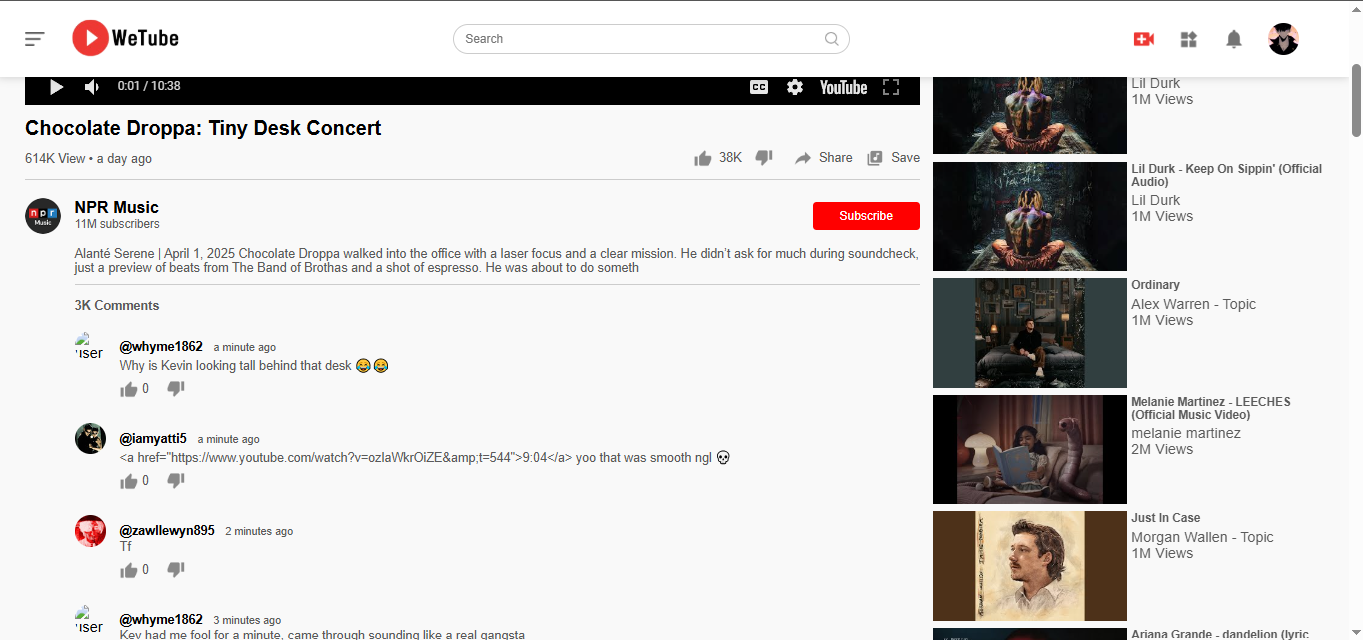 WeTube
Search
0:01 / 10:38
CC
YouTube
Chocolate Droppa: Tiny Desk Concert
614K View • a day ago
38K
Share
Save
npr
Music
NPR Music
11M subscribers
Subscribe
Alanté Serene | April 1, 2025 Chocolate Droppa walked into the office with a laser focus and a clear mission. He didn’t ask for much during soundcheck,
just a preview of beats from The Band of Brothas and a shot of espresso. He was about to do someth
3K Comments
user
@whyme1862 a minute ago
Why is Kevin looking tall behind that desk 😂😂
0
@iamyatti5 a minute ago
<a href="https://www.youtube.com/watch?v=ozIaWkrOiZE&amp;t=544">9:04</a> yoo that was smooth ngl 💀
0
@zawllewyn895 2 minutes ago
Tf
0
user
@whyme1862 3 minutes ago
Kev had me fool for a minute, came through sounding like a real gangsta
Lil Durk
1M Views
Lil Durk - Keep On Sippin' (Official
Audio)
Lil Durk
1M Views
Ordinary
Alex Warren - Topic
1M Views
Melanie Martinez - LEECHES
(Official Music Video)
melanie martinez
2M Views
Just In Case
Morgan Wallen - Topic
1M Views
Ariana Grande - dandelion (lyric